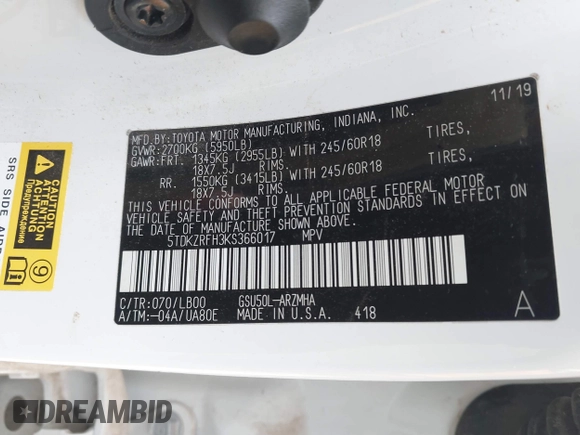 11/19
MFD.BY:TOYOTA MOTOR MANUFACTURING, INDIANA, INC.
GVWR:2700KG (5950LB)
GAWR:FRT. 1345KG (2955LB) WITH 245/60R18 TIRES,
18X7.5J RIMS.
RR. 1550KG (3415LB) WITH 245/60R18 TIRES,
18X7.5J RIMS.
THIS VEHICLE CONFORMS TO ALL APPLICABLE FEDERAL MOTOR
VEHICLE SAFETY AND THEFT PREVENTION STANDARDS IN EFFECT ON
THE DATE OF MANUFACTURE SHOWN ABOVE.
5TDKZRFH3KS366017 MPV
C/TR:070/LB00 GSU50L-ARZMHA A
A/TM:-04A/UA80E MADE IN U.S.A. 418
SRS SIDE
ATTENTION
ACHTUNG
9
DREAMBID